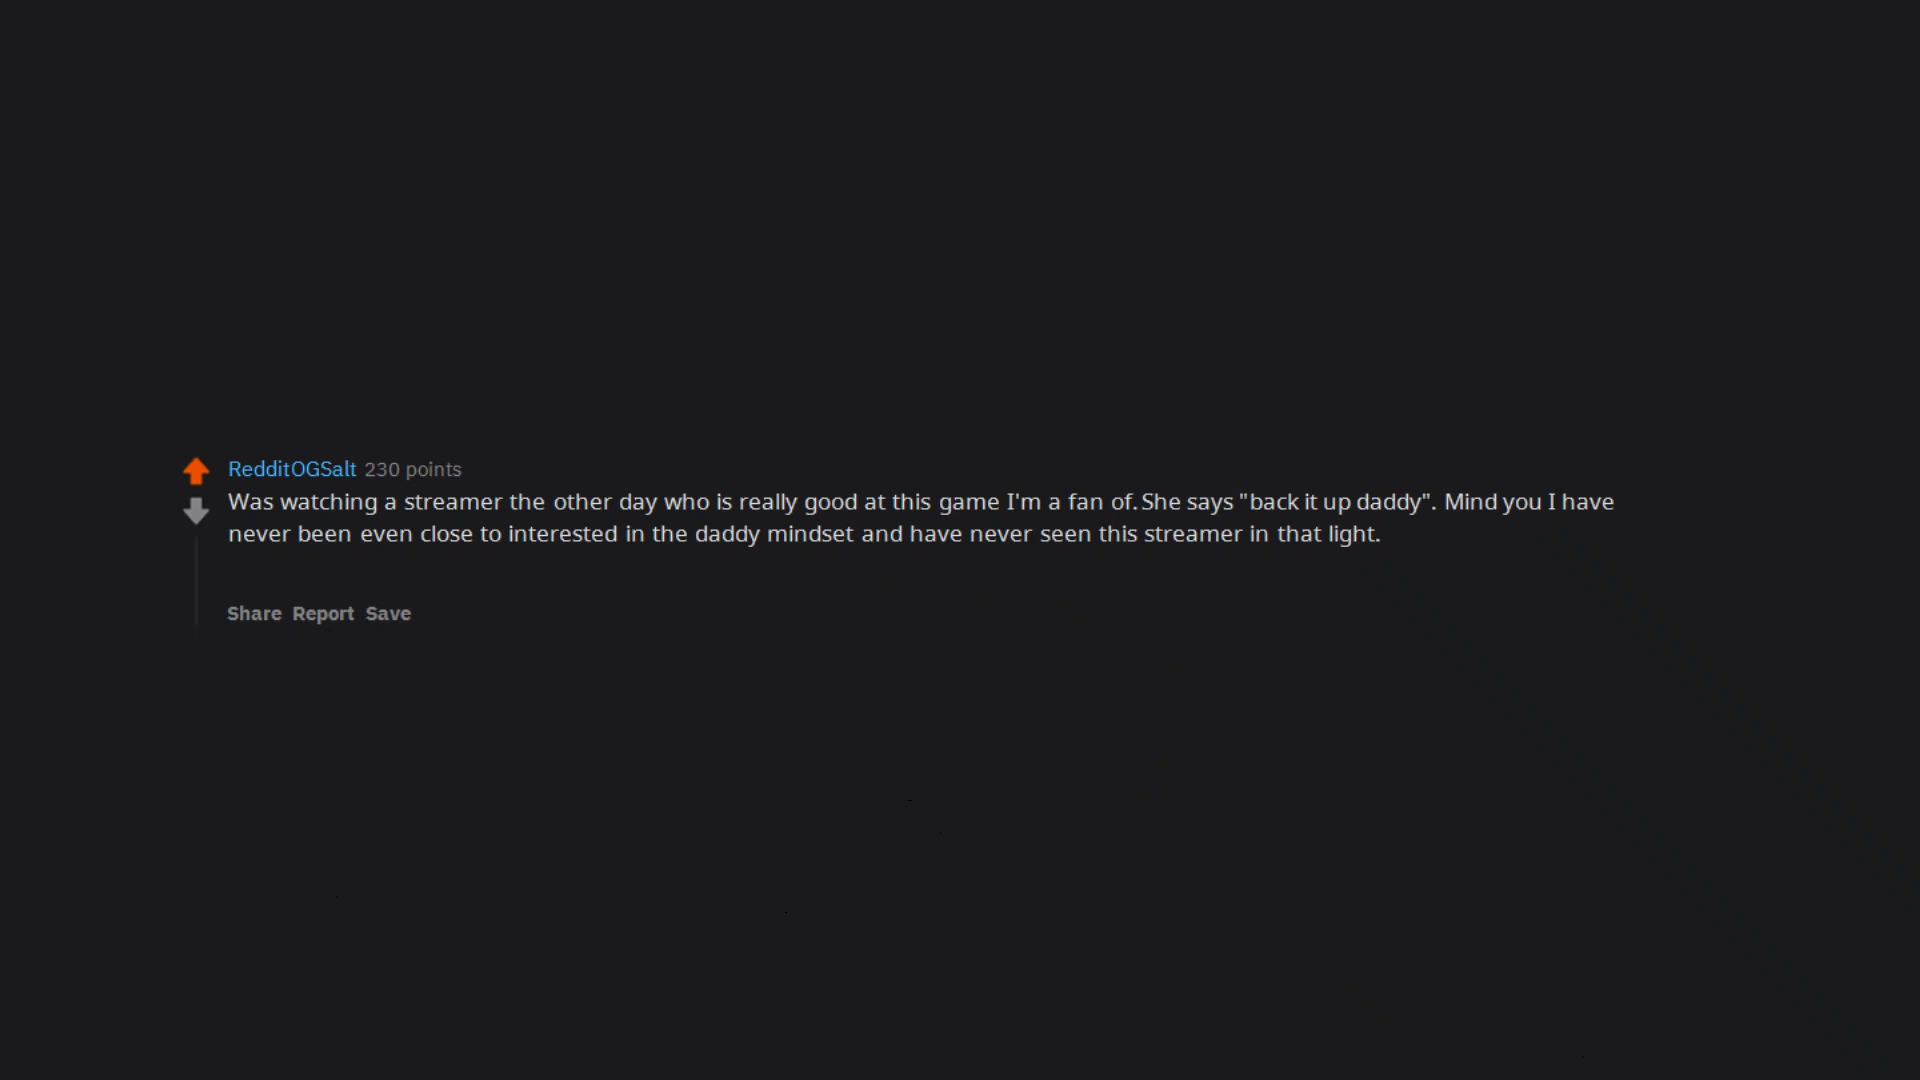 RedditOGSalt 230 points
Was watching a streamer the other day who is really good at this game I'm a fan of. She says "back it up daddy". Mind you I have
never been even close to interested in the daddy mindset and have never seen this streamer in that light.
Share Report Save